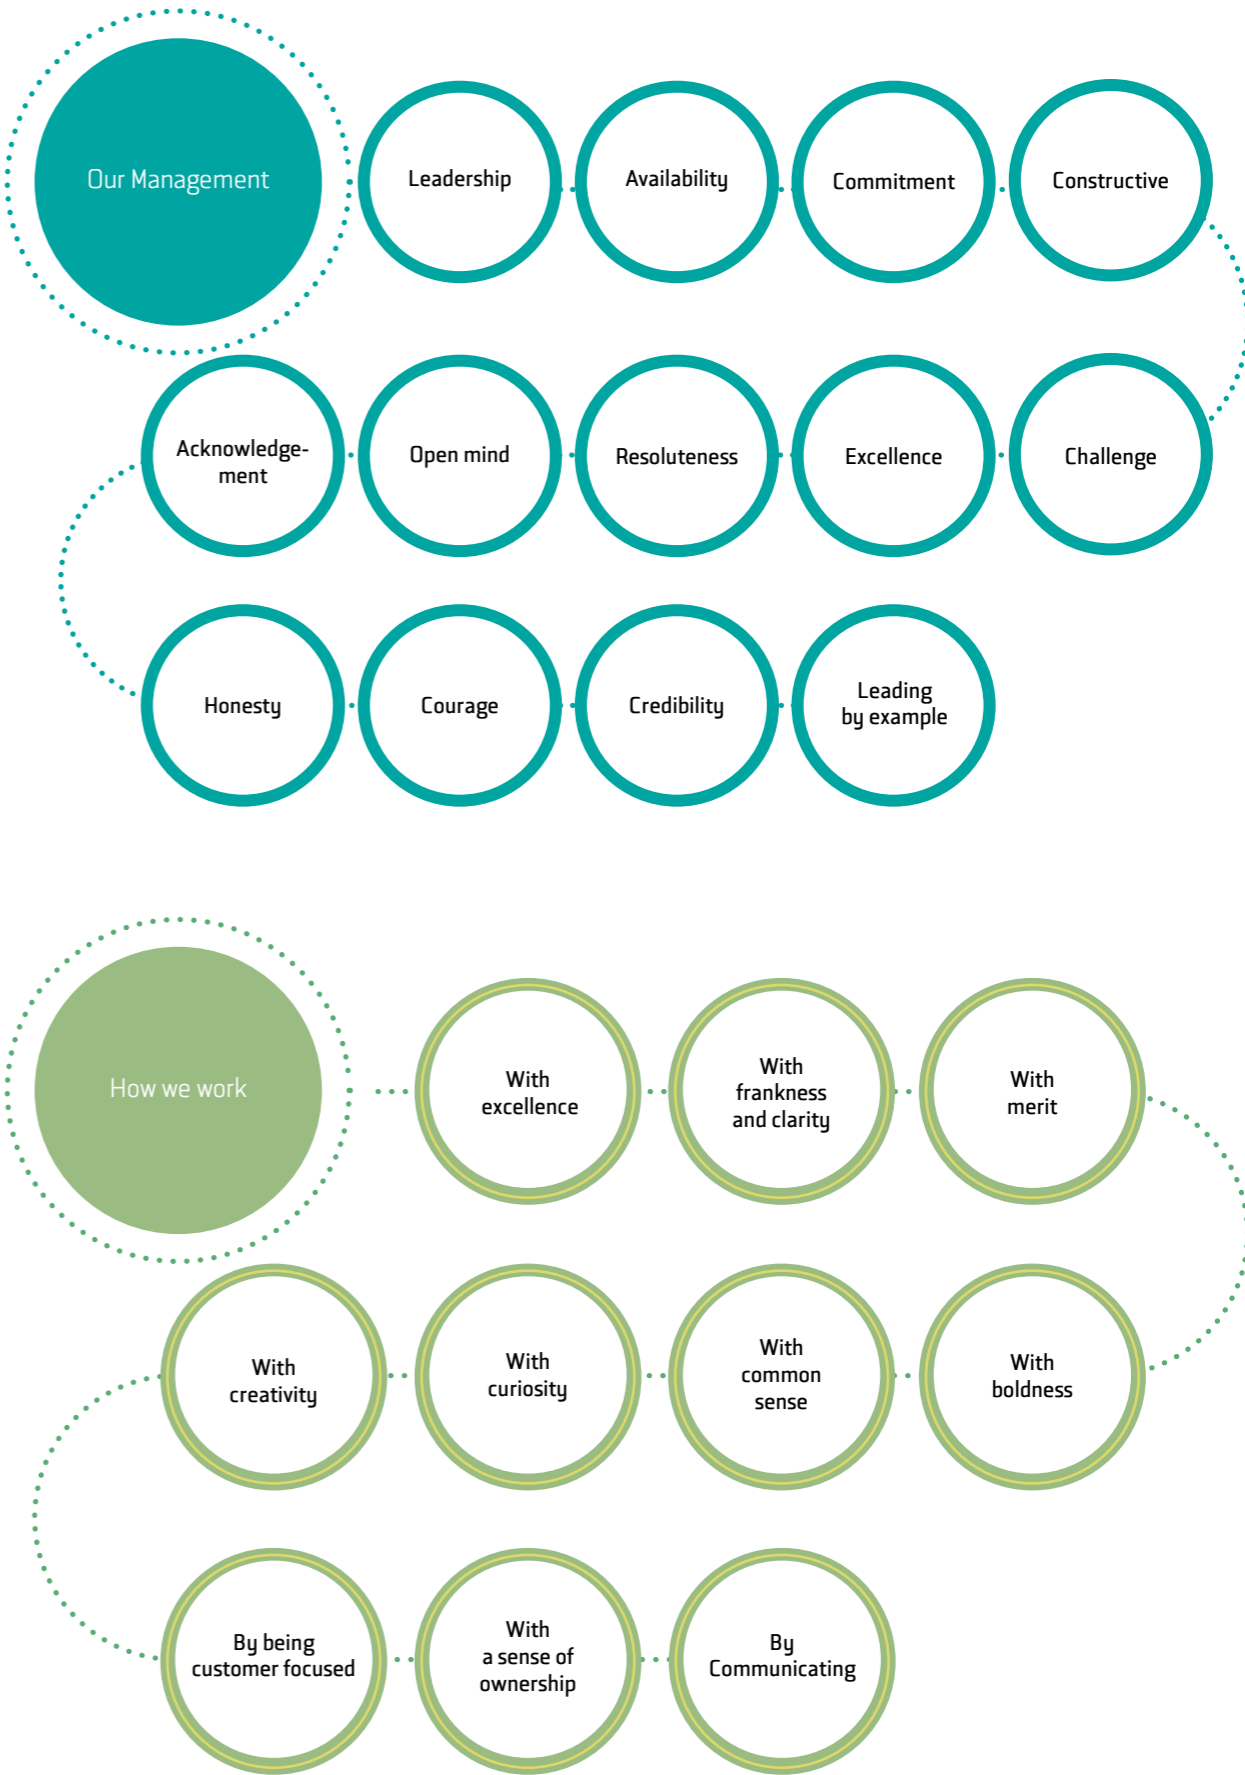 Our Management
Leadership
Availability
Commitment
Constructive
Acknowledge-
ment
Open mind
Resoluteness
Excellence
Challenge
Honesty
Courage
Credibility
Leading
by example
How we work
With
excellence
With
frankness
and clarity
With
merit
With
creativity
With
curiosity
With
common
sense
With
boldness
By being
customer focused
With
a sense of
ownership
By
Communicating